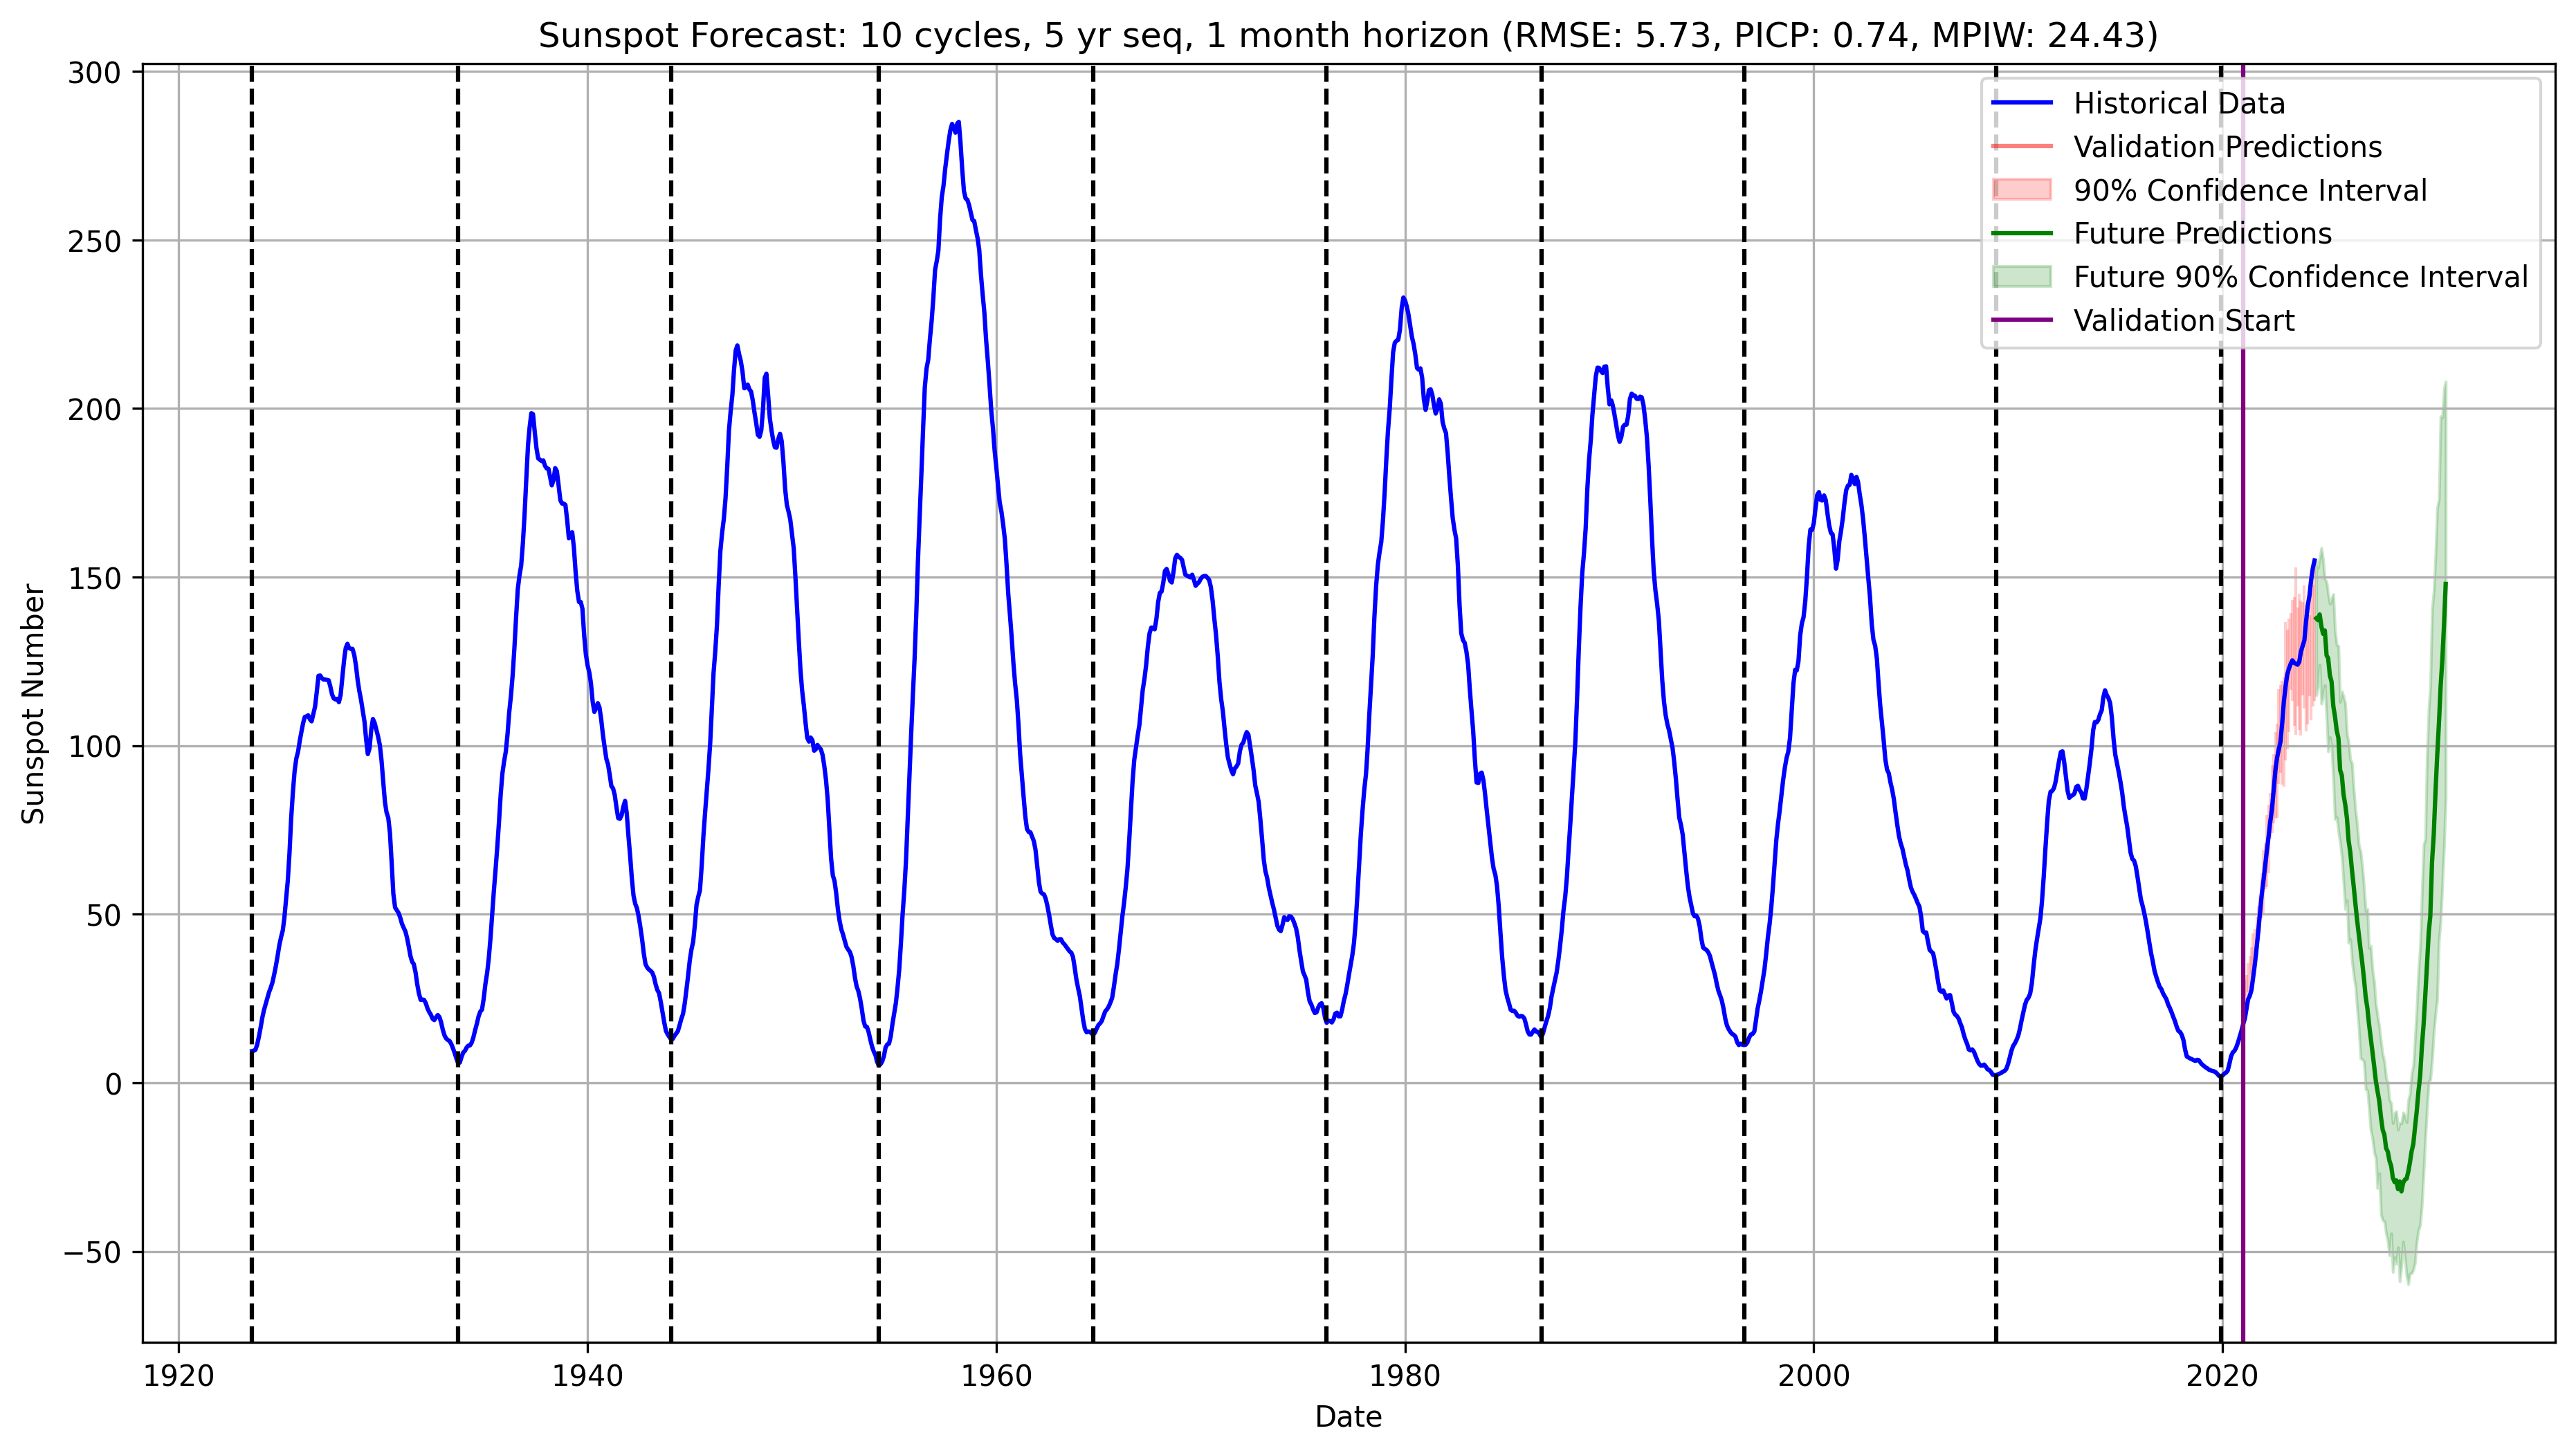 Sunspot Forecast: 10 cycles, 5 yr seq, 1 month horizon (RMSE: 5.73, PICP: 0.74, MPIW: 24.43)
Historical Data
Validation Predictions
90% Confidence Interval
Future Predictions
Future 90% Confidence Interval
Validation Start
Sunspot Number
300
250
200
150
100
50
0
−50
1920
1940
1960
1980
2000
2020
Date